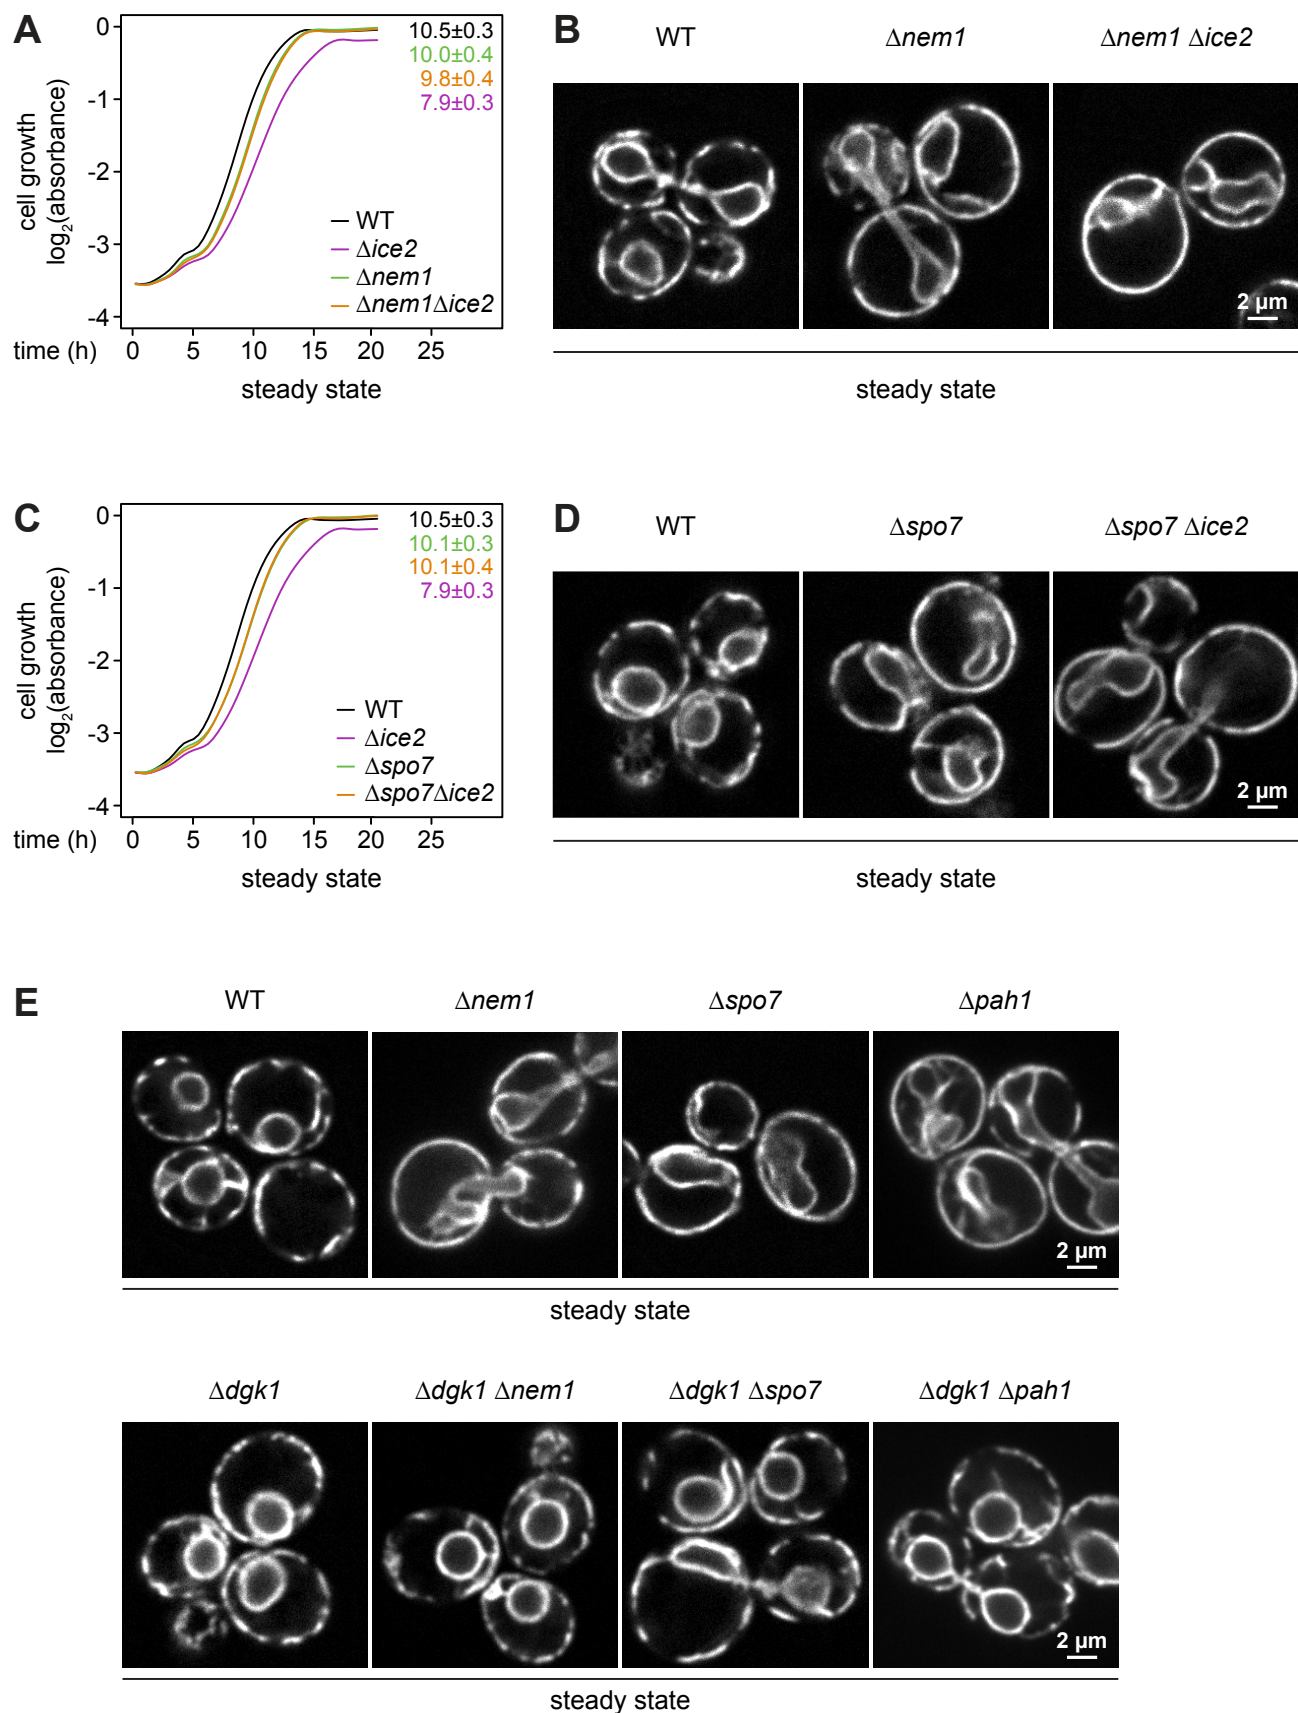 A
cell growth
log2(absorbance)
0
-1
-2
-3
-4
10.5±0.3
10.0±0.4
9.8±0.4
7.9±0.3
WT
Δice2
Δnem1
Δnem1Δice2
time (h) 0 5 10 15 20 25
steady state
B
WT Δnem1 Δnem1 Δice2
2 µm
steady state
C
cell growth
log2(absorbance)
0
-1
-2
-3
-4
10.5±0.3
10.1±0.3
10.1±0.4
7.9±0.3
WT
Δice2
Δspo7
Δspo7Δice2
time (h) 0 5 10 15 20 25
steady state
D
WT Δspo7 Δspo7 Δice2
2 µm
steady state
E
WT Δnem1 Δspo7 Δpah1
2 µm
steady state
Δdgk1 Δdgk1 Δnem1 Δdgk1 Δspo7 Δdgk1 Δpah1
2 µm
steady state